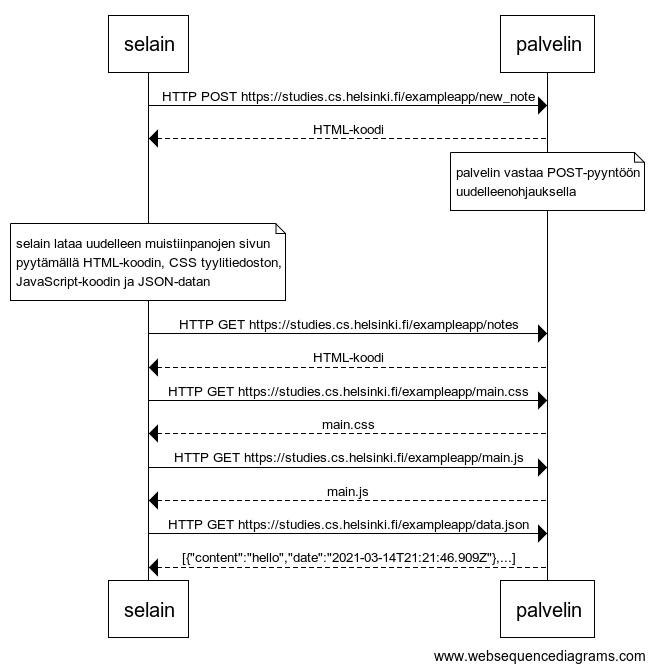 selain
palvelin
HTTP POST https://studies.cs.helsinki.fi/exampleapp/new_note
HTML-koodi
palvelin vastaa POST-pyyntöön
uudelleenohjauksella
selain lataa uudelleen muistiinpanojen sivun
pyytämällä HTML-koodin, CSS tyylitiedoston,
JavaScript-koodin ja JSON-datan
HTTP GET https://studies.cs.helsinki.fi/exampleapp/notes
HTML-koodi
HTTP GET https://studies.cs.helsinki.fi/exampleapp/main.css
main.css
HTTP GET https://studies.cs.helsinki.fi/exampleapp/main.js
main.js
HTTP GET https://studies.cs.helsinki.fi/exampleapp/data.json
[{"content":"hello","date":"2021-03-14T21:21:46.909Z"},...]
selain
palvelin
www.websequencediagrams.com